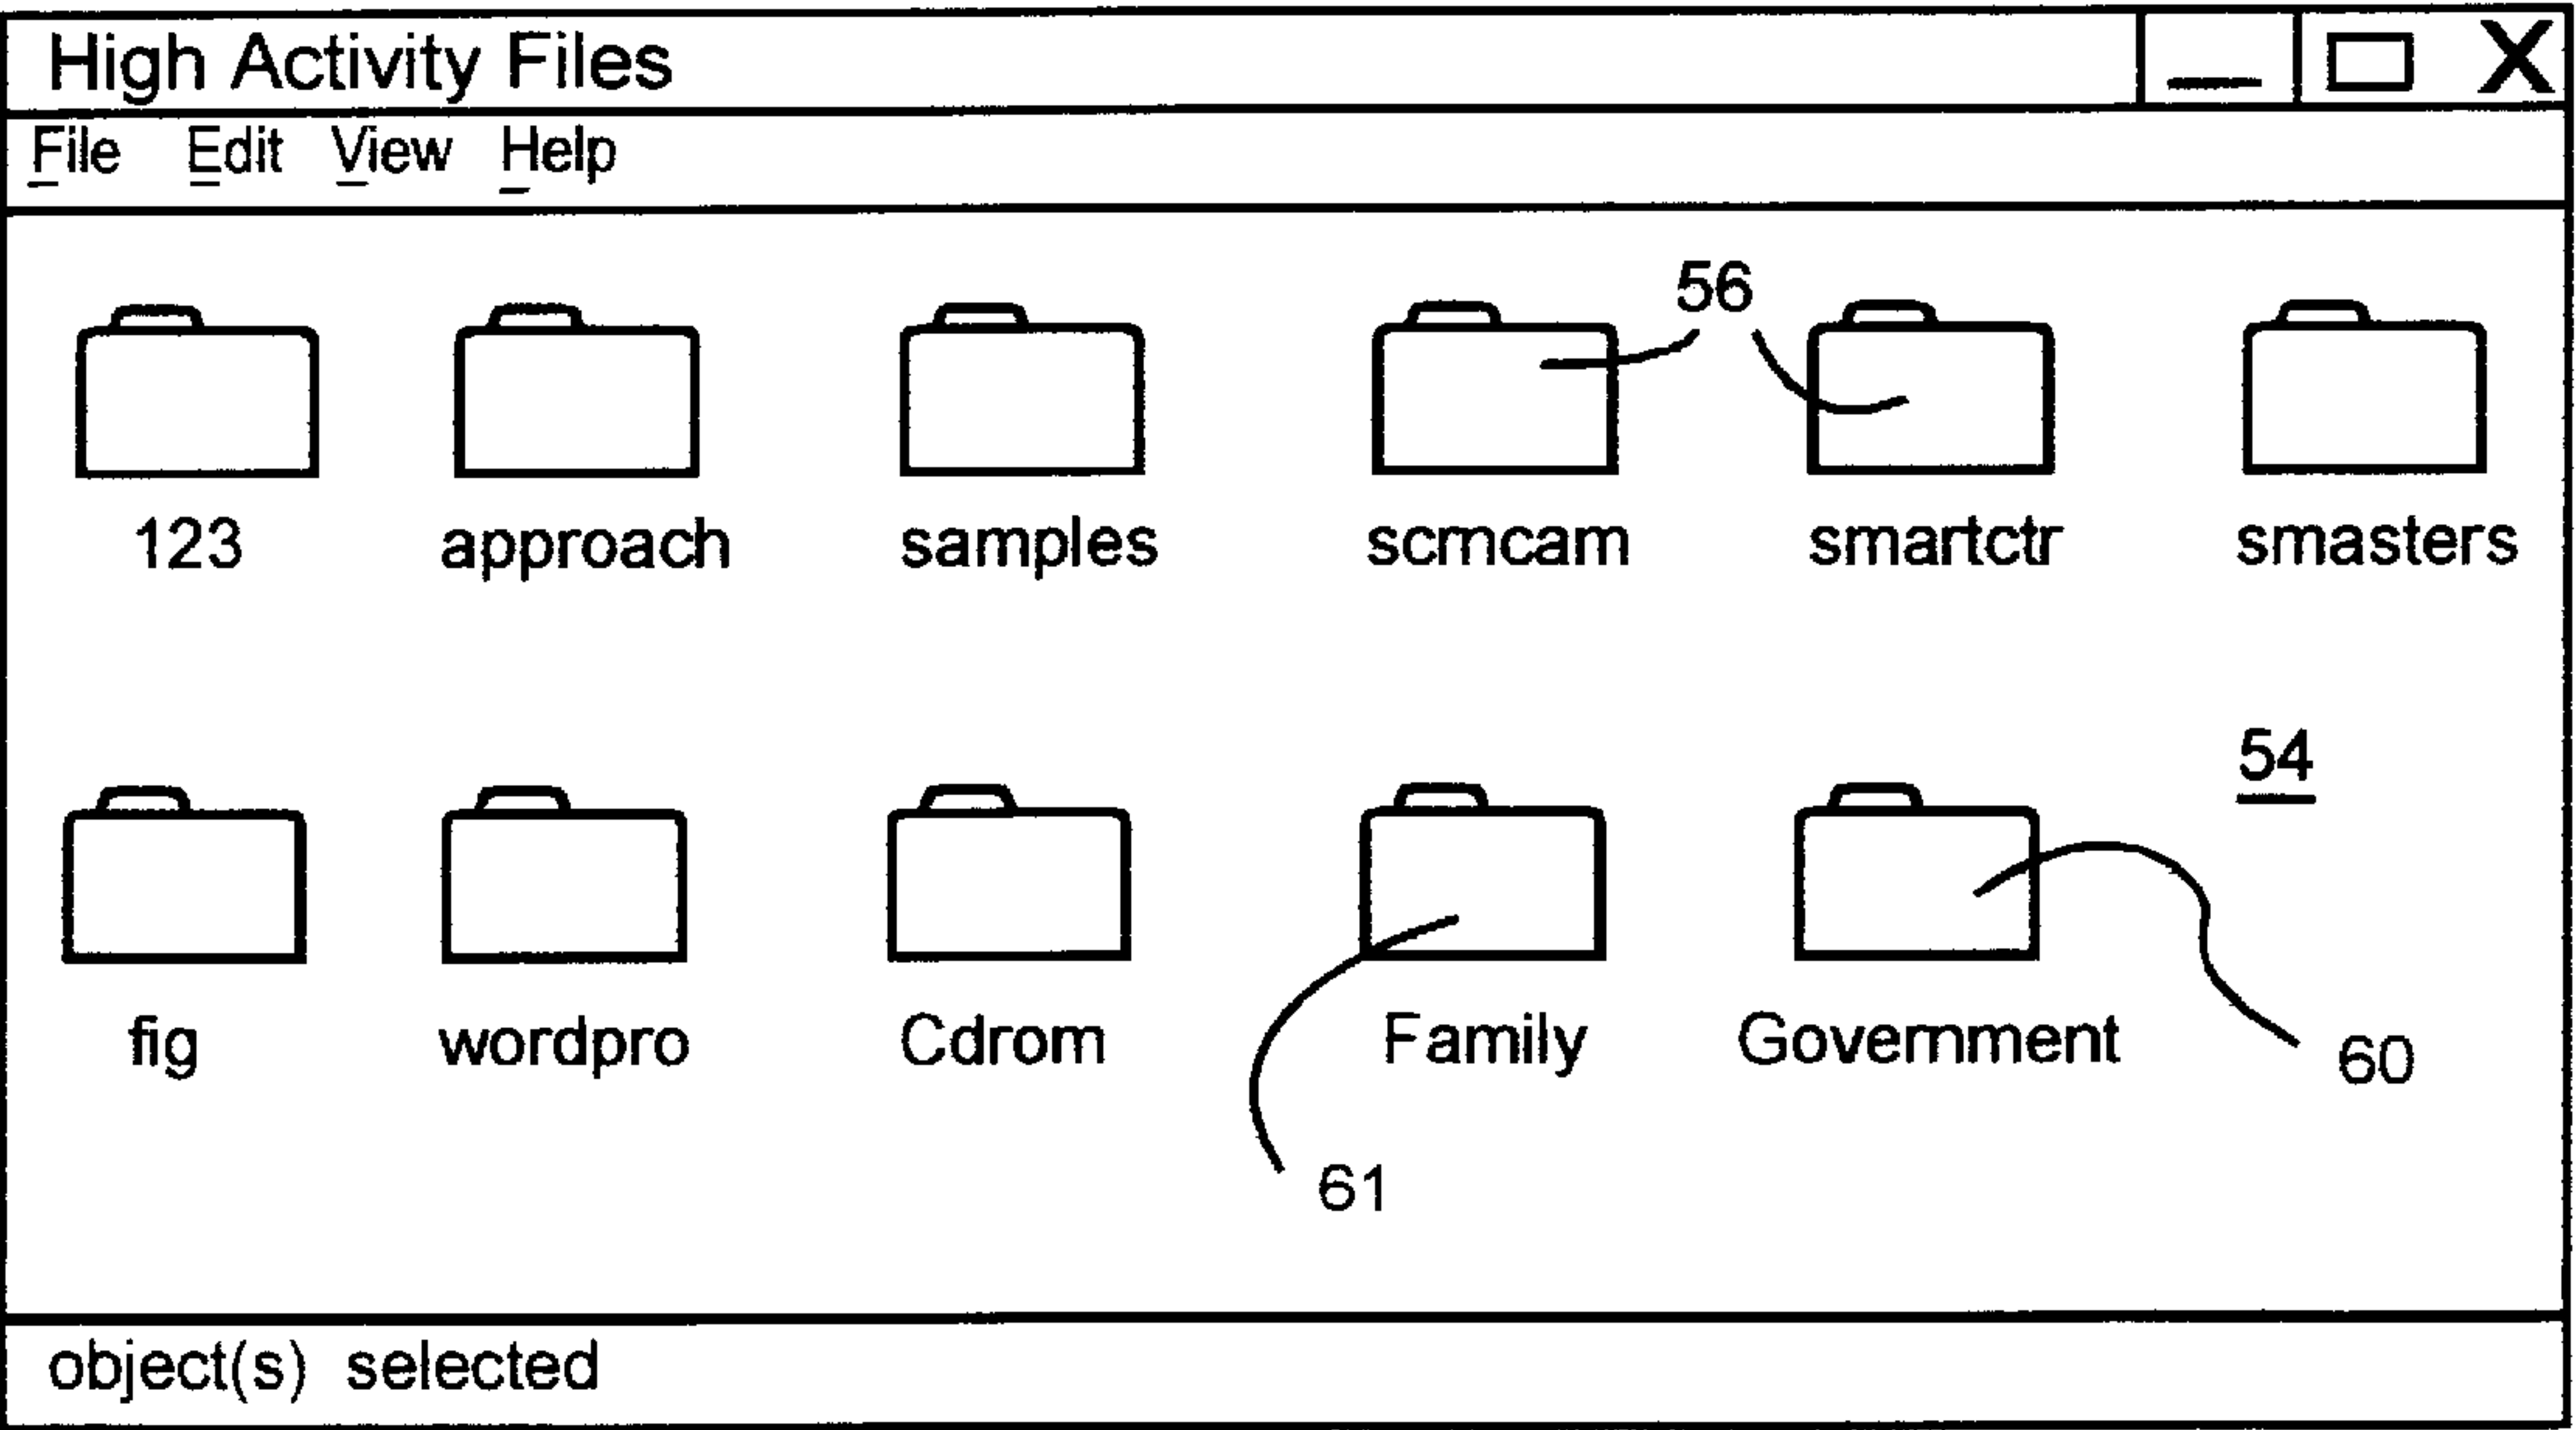 High Activity Files
File Edit View Help
56
123 approach samples scmcam smartctr smasters
54
fig wordpro Cdrom Family Government
60
61
object(s) selected